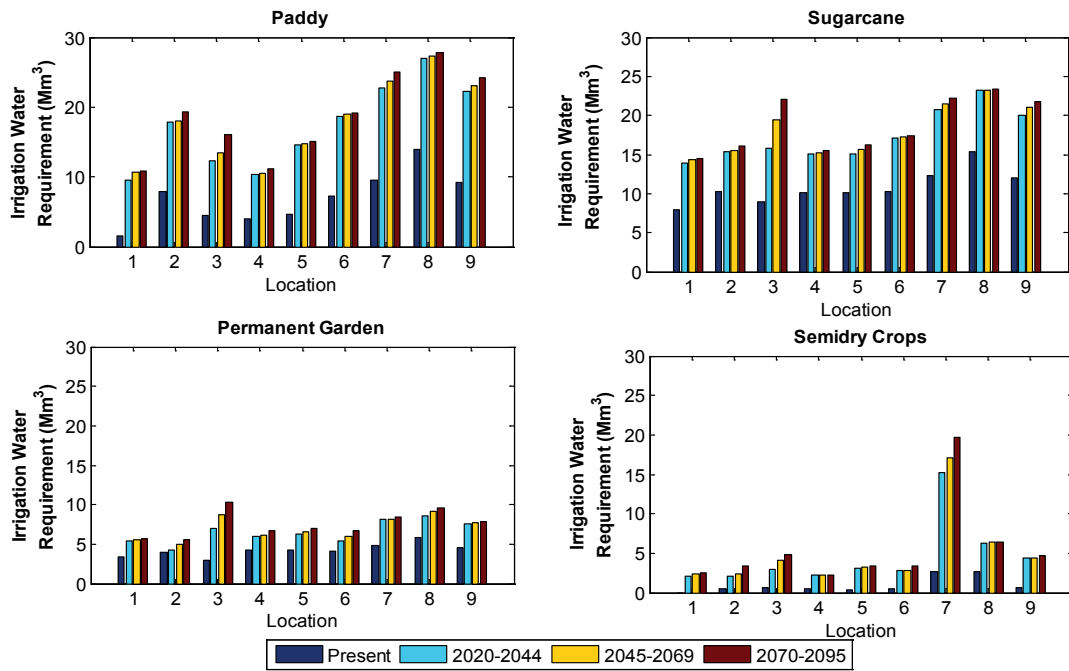 Paddy
Irrigation Water
Requirement (Mm³)
30
20
10
0
1 2 3 4 5 6 7 8 9
Location
Sugarcane
Irrigation Water
Requirement (Mm³)
30
25
20
15
10
5
0
1 2 3 4 5 6 7 8 9
Location
Permanent Garden
Irrigation Water
Requirement (Mm³)
30
25
20
15
10
5
0
1 2 3 4 5 6 7 8 9
Location
Semidry Crops
Irrigation Water
Requirement (Mm³)
30
25
20
15
10
5
0
1 2 3 4 5 6 7 8 9
Location
Present 2020-2044 2045-2069 2070-2095